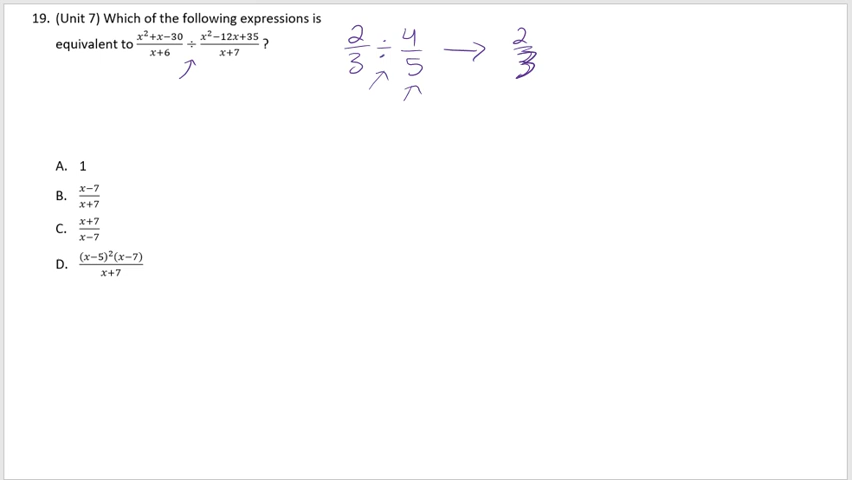 19. (Unit 7) Which of the following expressions is
equivalent to (x²+x−30)/(x+6) ÷ (x²−12x+35)/(x+7) ?
2/3 ÷ 4/5 → 2/3
A. 1
B. (x−7)/(x+7)
C. (x+7)/(x−7)
D. (x−5)²(x−7)/(x+7)